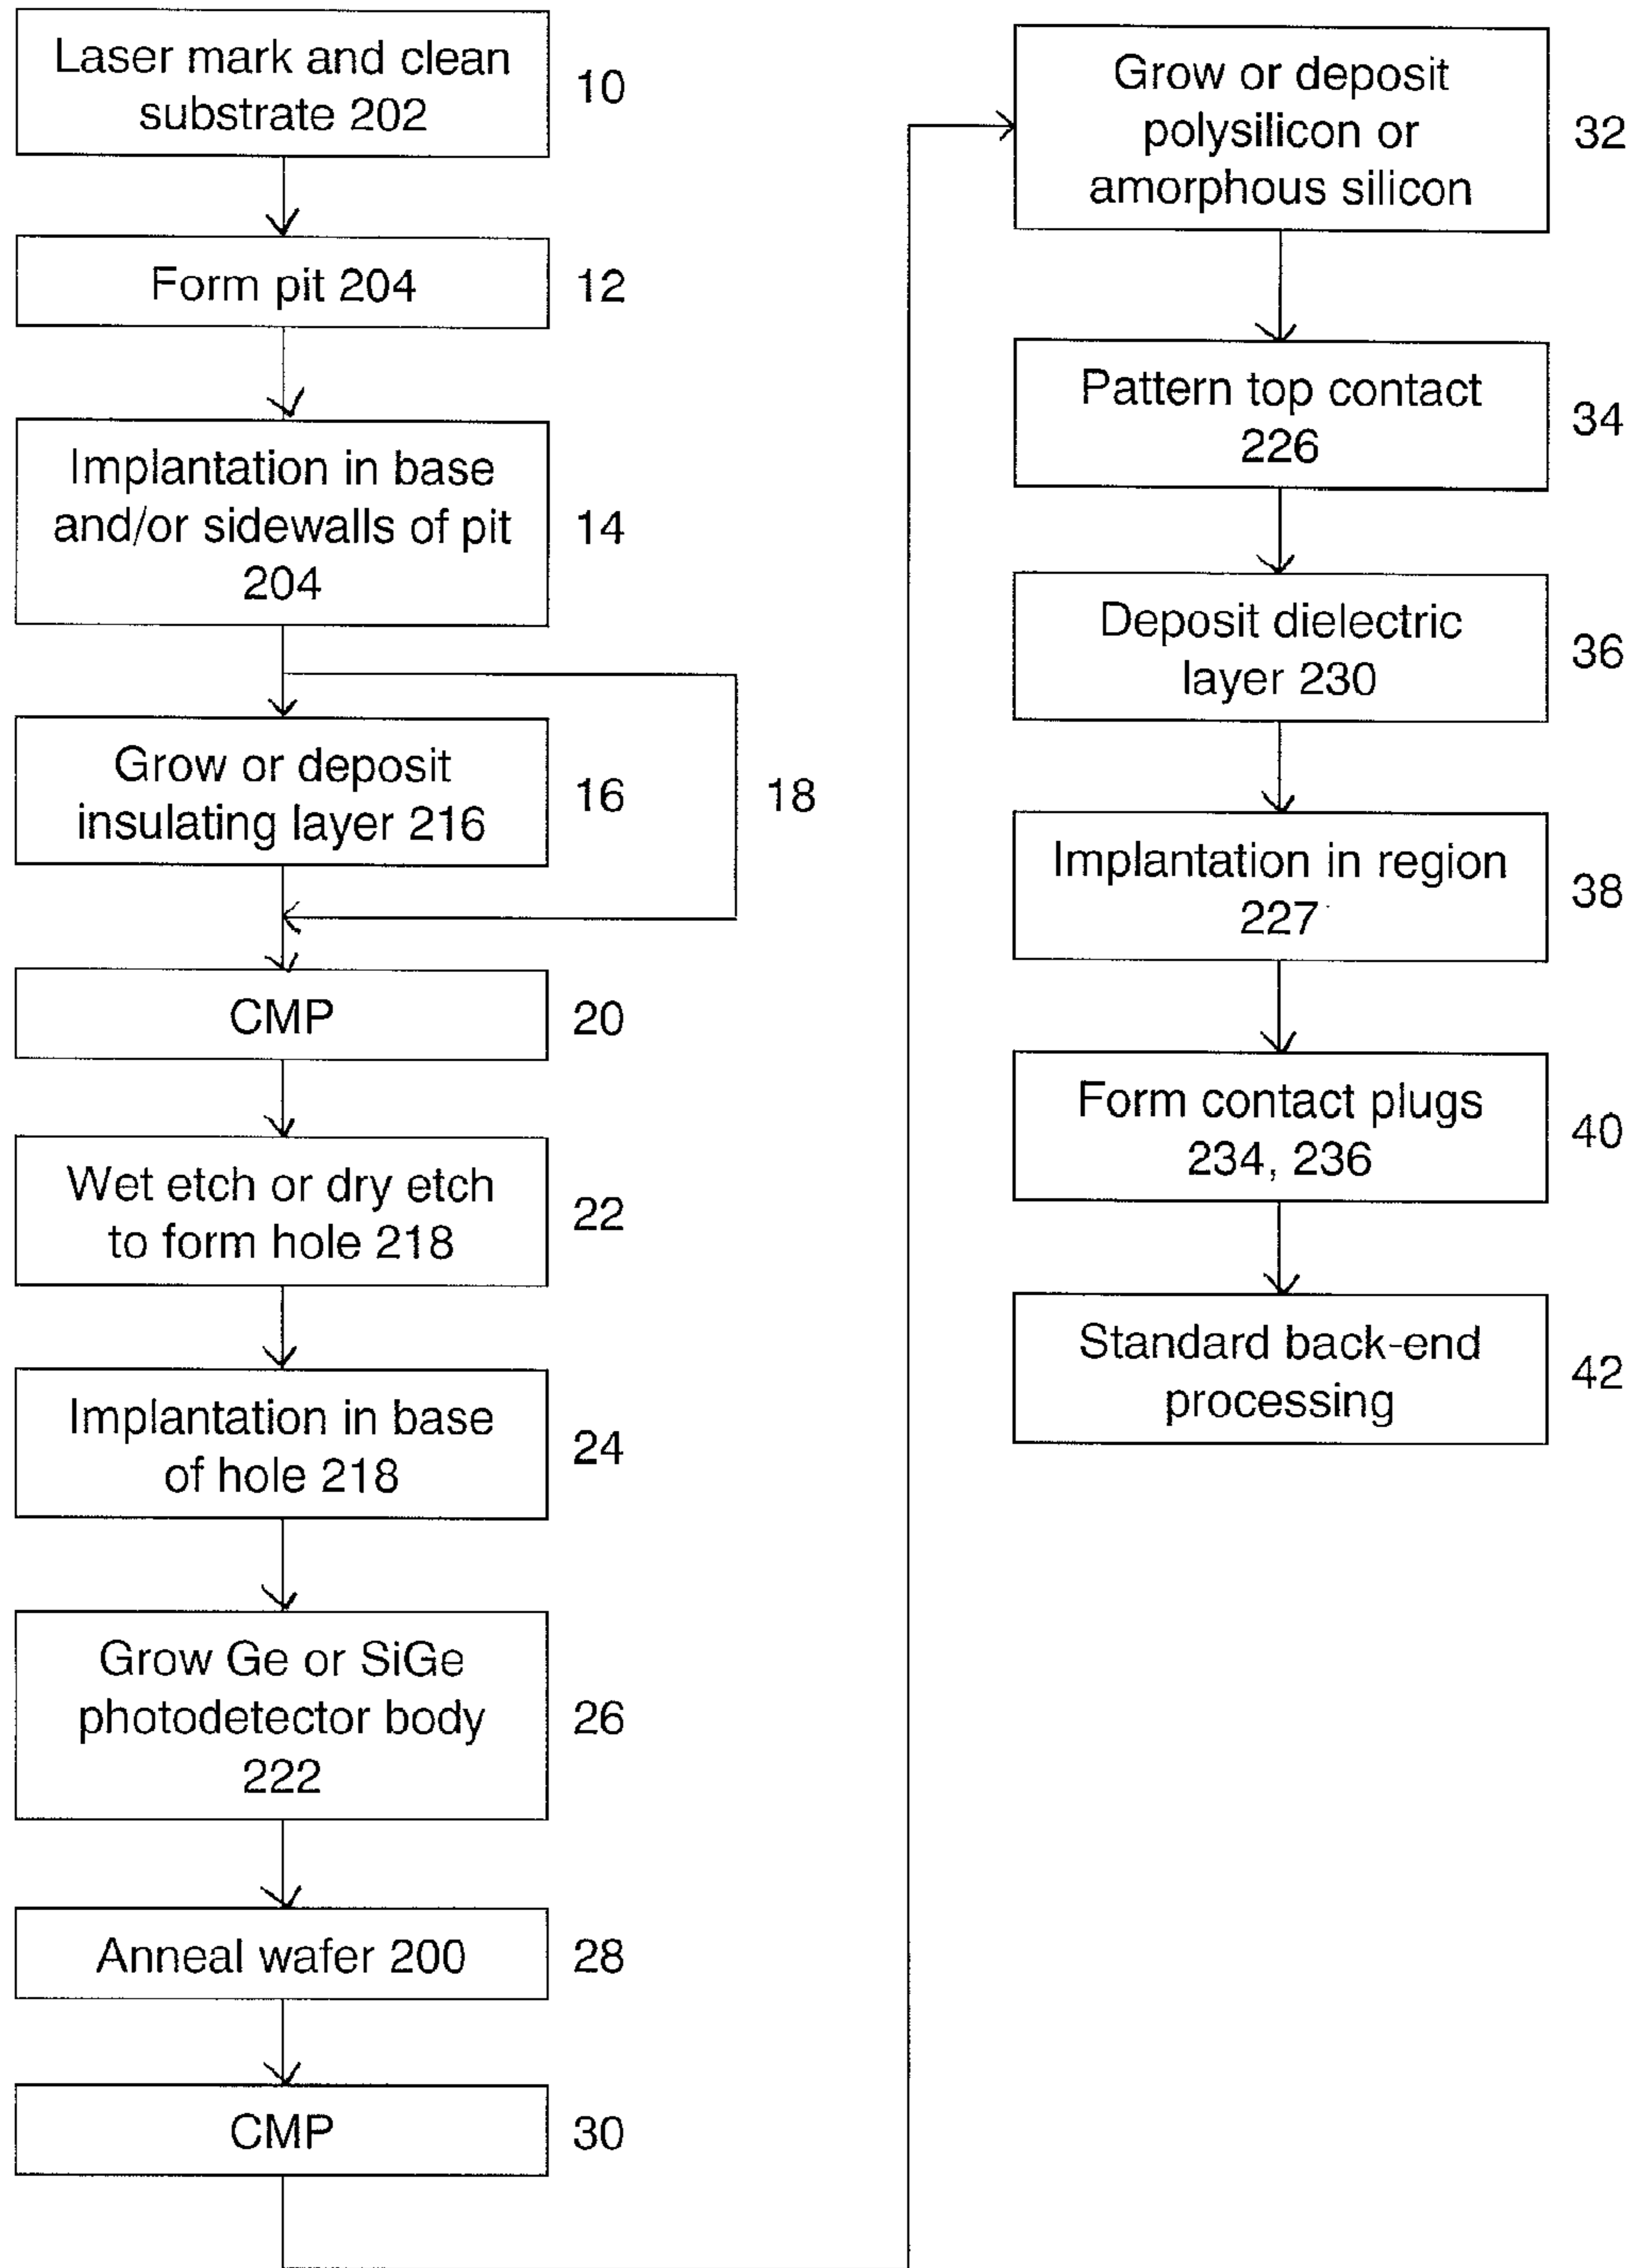 Laser mark and clean
substrate 202
10
Form pit 204
12
Implantation in base
and/or sidewalls of pit
204
14
Grow or deposit
insulating layer 216
16
18
CMP
20
Wet etch or dry etch
to form hole 218
22
Implantation in base
of hole 218
24
Grow Ge or SiGe
photodetector body
222
26
Anneal wafer 200
28
CMP
30
Grow or deposit
polysilicon or
amorphous silicon
32
Pattern top contact
226
34
Deposit dielectric
layer 230
36
Implantation in region
227
38
Form contact plugs
234, 236
40
Standard back-end
processing
42